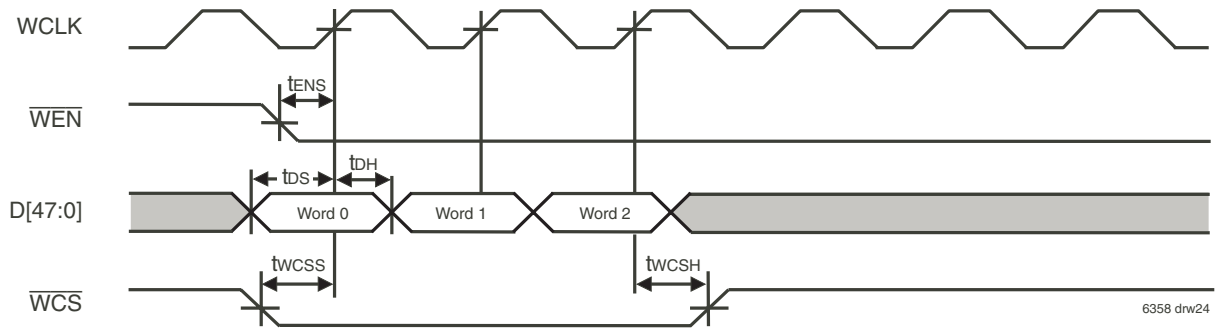 WCLK
tENS
WEN
tDS
tDH
D[47:0]
Word 0
Word 1
Word 2
tWCSS
tWCSH
WCS
6358 drw24